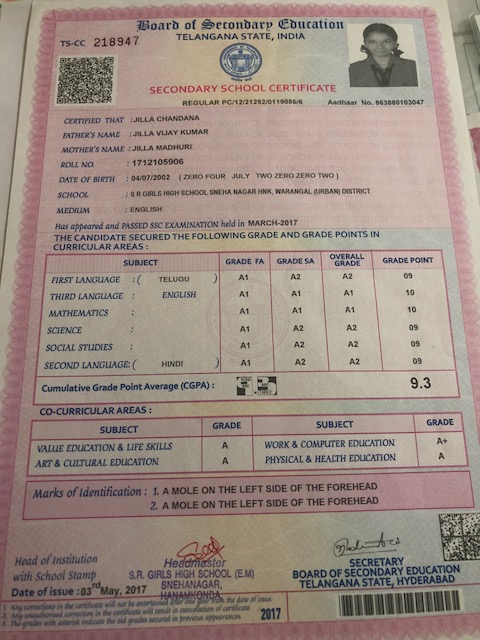 Board of Secondary Education
TS-CC 218947
TELANGANA STATE, INDIA
SECONDARY SCHOOL CERTIFICATE
REGULAR PC/12/21292/0119086/6 Aadhaar No. 863880103047
CERTIFIED THAT : JILLA CHANDANA
FATHER'S NAME : JILLA VIJAY KUMAR
MOTHER'S NAME : JILLA MADHURI
ROLL NO. : 1712105906
DATE OF BIRTH : 04/07/2002 ( ZERO FOUR JULY TWO ZERO ZERO TWO )
SCHOOL : S R GIRLS HIGH SCHOOL SNEHA NAGAR HNK, WARANGAL (URBAN) DISTRICT
MEDIUM : ENGLISH
Has appeared and PASSED SSC EXAMINATION held in MARCH-2017
THE CANDIDATE SECURED THE FOLLOWING GRADE AND GRADE POINTS IN
CURRICULAR AREAS :
SUBJECT GRADE FA GRADE SA OVERALL GRADE GRADE POINT
FIRST LANGUAGE : ( TELUGU ) A1 A2 A2 09
THIRD LANGUAGE : ENGLISH A1 A1 A1 10
MATHEMATICS : A1 A1 A1 10
SCIENCE : A1 A2 A2 09
SOCIAL STUDIES : A1 A2 A2 09
SECOND LANGUAGE: ( HINDI ) A1 A2 A2 09
Cumulative Grade Point Average (CGPA) : 9.3
CO-CURRICULAR AREAS :
SUBJECT GRADE SUBJECT GRADE
VALUE EDUCATION & LIFE SKILLS A WORK & COMPUTER EDUCATION A+
ART & CULTURAL EDUCATION A PHYSICAL & HEALTH EDUCATION A
Marks of Identification : 1. A MOLE ON THE LEFT SIDE OF THE FOREHEAD
2. A MOLE ON THE LEFT SIDE OF THE FOREHEAD
Head of Institution
with School Stamp
Headmaster
S.R. GIRLS HIGH SCHOOL (E.M)
SNEHANAGAR,
HANAMKONDA
SECRETARY
BOARD OF SECONDARY EDUCATION
TELANGANA STATE, HYDERABAD
Date of issue : 03rd May, 2017
1. Any corrections in the certificate will not be entertained after one year from the date of issue.
2. Any unauthorised correction in the certificate will result in cancellation of certificate.
3. The grades with asterisk indicate the old grades secured in previous appearances.
2017